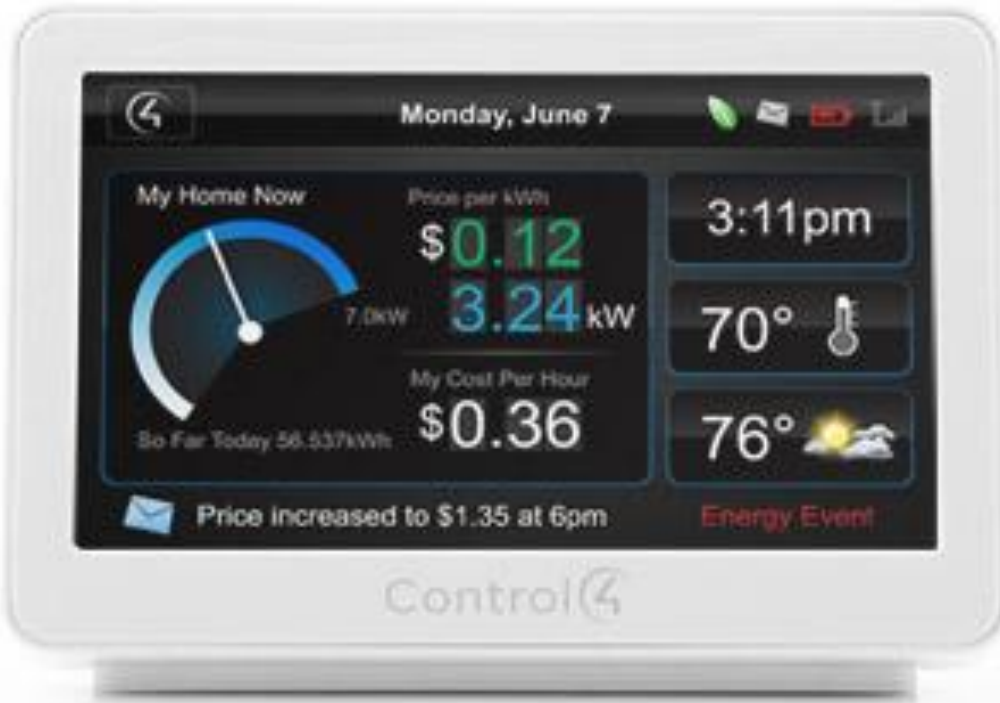 Monday, June 7
My Home Now
Price per kWh
$0.12
3.24 kW
7.0kW
My Cost Per Hour
$0.36
So Far Today 56.537kWh
3:11pm
70°
76°
Price increased to $1.35 at 6pm
Energy Event
Control4